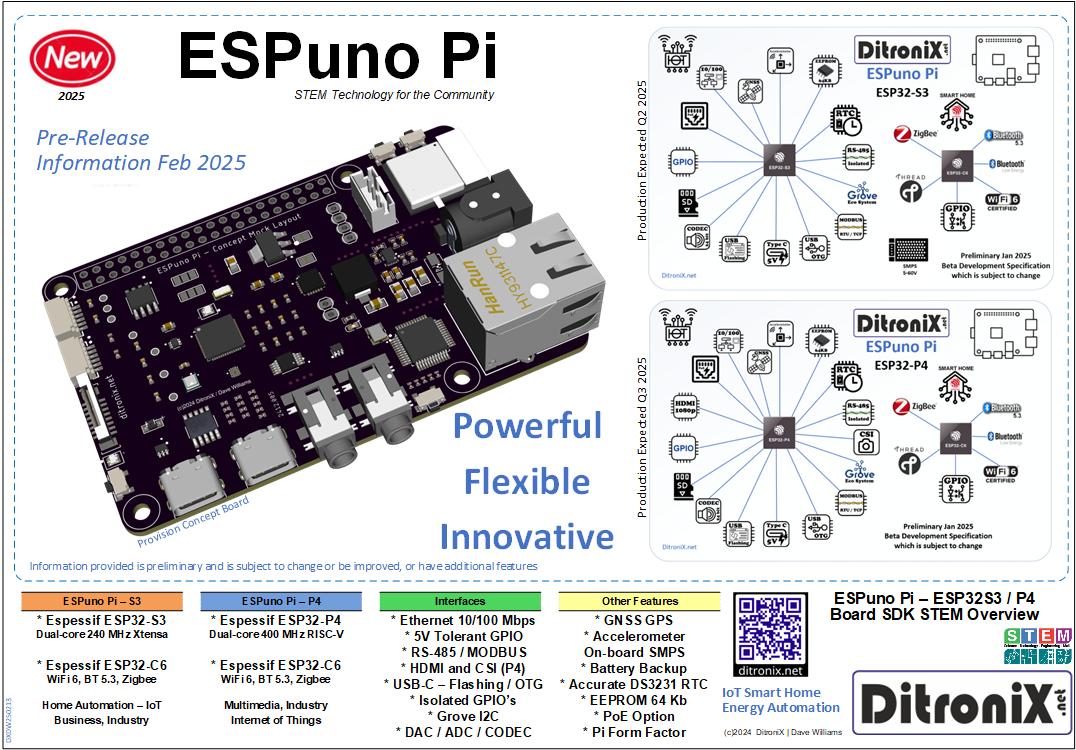 New
2025
ESPuno Pi
STEM Technology for the Community
Pre-Release
Information Feb 2025
ESPuno Pi – Concept Mock Layout
HanRun
HY931147C
ditronix.net
(c)2024 DitroniX / Dave Williams
Provision Concept Board
Powerful
Flexible
Innovative
Information provided is preliminary and is subject to change or be improved, or have additional features
Production Expected Q2 2025
IOT
10/100
GNSS
EEPROM
64KB
RTC
RS-485
Isolated
Grove
Eco System
MODBUS
RTU / TCP
USB
OTG
Type C
5V
USB
Flashing
CODEC
SD
GPIO
ESP32-S3
DitroniX.net
ESPuno Pi
ESP32-S3
SMART HOME
ZigBee
Bluetooth
5.3
Bluetooth
Low Energy
THREAD
WiFi 6
CERTIFIED
GPIO
ESP32-C6
SMPS
5-60V
Preliminary Jan 2025
Beta Development Specification
which is subject to change
DitroniX.net
Production Expected Q3 2025
IOT
10/100
GNSS
EEPROM
64KB
RTC
RS-485
Isolated
CSI
Grove
Eco System
MODBUS
RTU / TCP
USB
OTG
Type C
5V
USB
Flashing
CODEC
SD
GPIO
HDMI
1080p
ESP32-P4
DitroniX.net
ESPuno Pi
ESP32-P4
SMART HOME
ZigBee
Bluetooth
5.3
Bluetooth
THREAD
WiFi 6
CERTIFIED
GPIO
ESP32-C6
Preliminary Jan 2025
Beta Development Specification
which is subject to change
DitroniX.net
ESPuno Pi – S3
* Espessif ESP32-S3
Dual-core 240 MHz Xtensa
* Espessif ESP32-C6
WiFi 6, BT 5.3, Zigbee
Home Automation – IoT
Business, Industry
ESPuno Pi – P4
* Espessif ESP32-P4
Dual-core 400 MHz RISC-V
* Espessif ESP32-C6
WiFi 6, BT 5.3, Zigbee
Multimedia, Industry
Internet of Things
Interfaces
* Ethernet 10/100 Mbps
* 5V Tolerant GPIO
* RS-485 / MODBUS
* HDMI and CSI (P4)
* USB-C – Flashing / OTG
* Isolated GPIO's
* Grove I2C
* DAC / ADC / CODEC
Other Features
* GNSS GPS
* Accelerometer
On-board SMPS
* Battery Backup
* Accurate DS3231 RTC
* EEPROM 64 Kb
* PoE Option
* Pi Form Factor
ditronix.net
IoT Smart Home
Energy Automation
(c)2024 DitroniX | Dave Williams
ESPuno Pi – ESP32S3 / P4
Board SDK STEM Overview
STEM
Science Technology Engineering Mat
DitroniX.net
DXDW250213